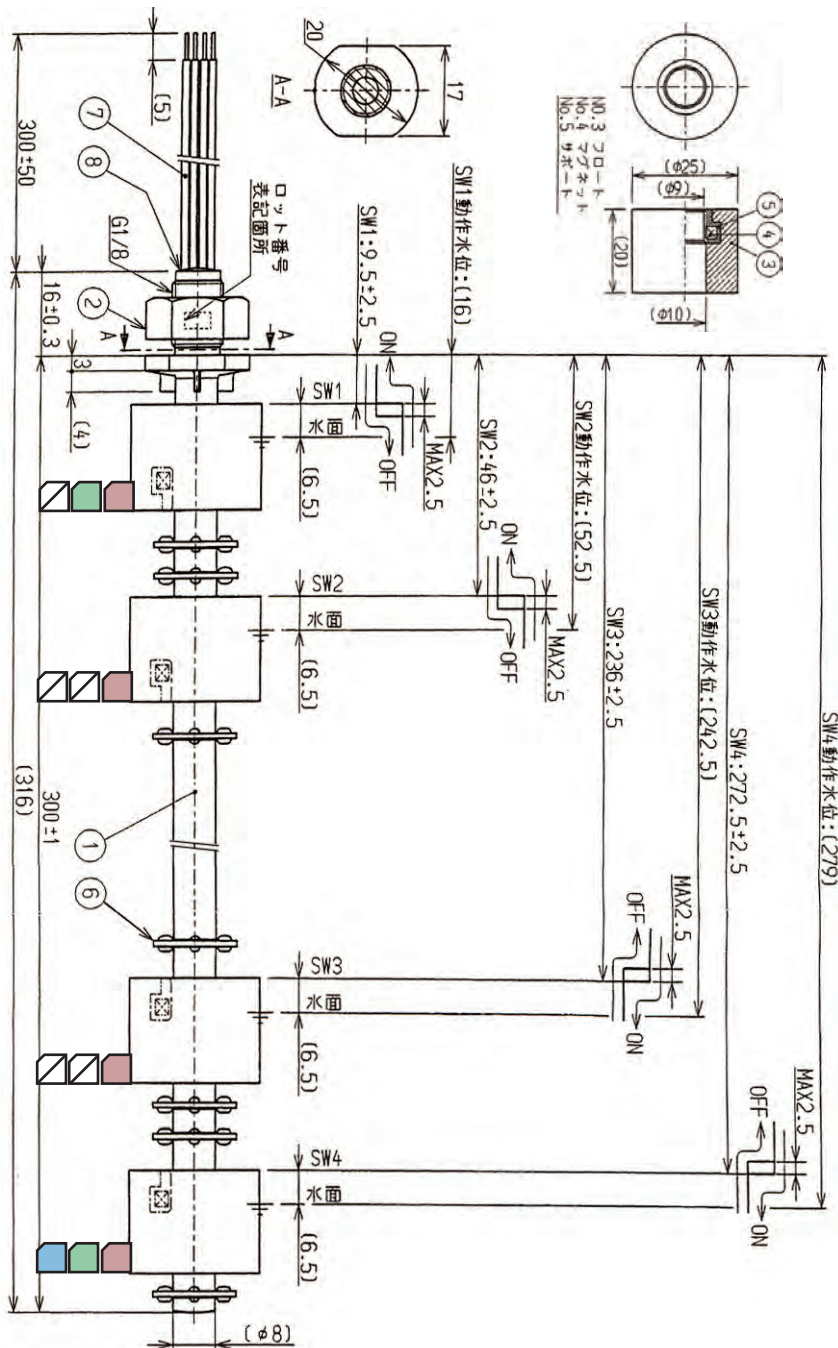 NO.3 フロート
No.4 マグネット
No.5 サポート
(φ25)
(φ9)
(20)
(φ10)
5
4
3
20
17
A-A
(5)
300±50
7
8
ロット番号
表記箇所
G1/8
2
16±0.3
A
A
3
(4)
SW1動作水位:(16)
SW1:9.5±2.5
ON
OFF
MAX2.5
SW1
水面
(6.5)
SW2動作水位:(52.5)
SW2:46±2.5
ON
OFF
MAX2.5
SW2
水面
(6.5)
SW3動作水位:(242.5)
SW3:236±2.5
MAX2.5
OFF
ON
SW3
水面
(6.5)
SW4動作水位:(279)
SW4:272.5±2.5
MAX2.5
OFF
ON
SW4
水面
(6.5)
1
6
300±1
(316)
(φ8)